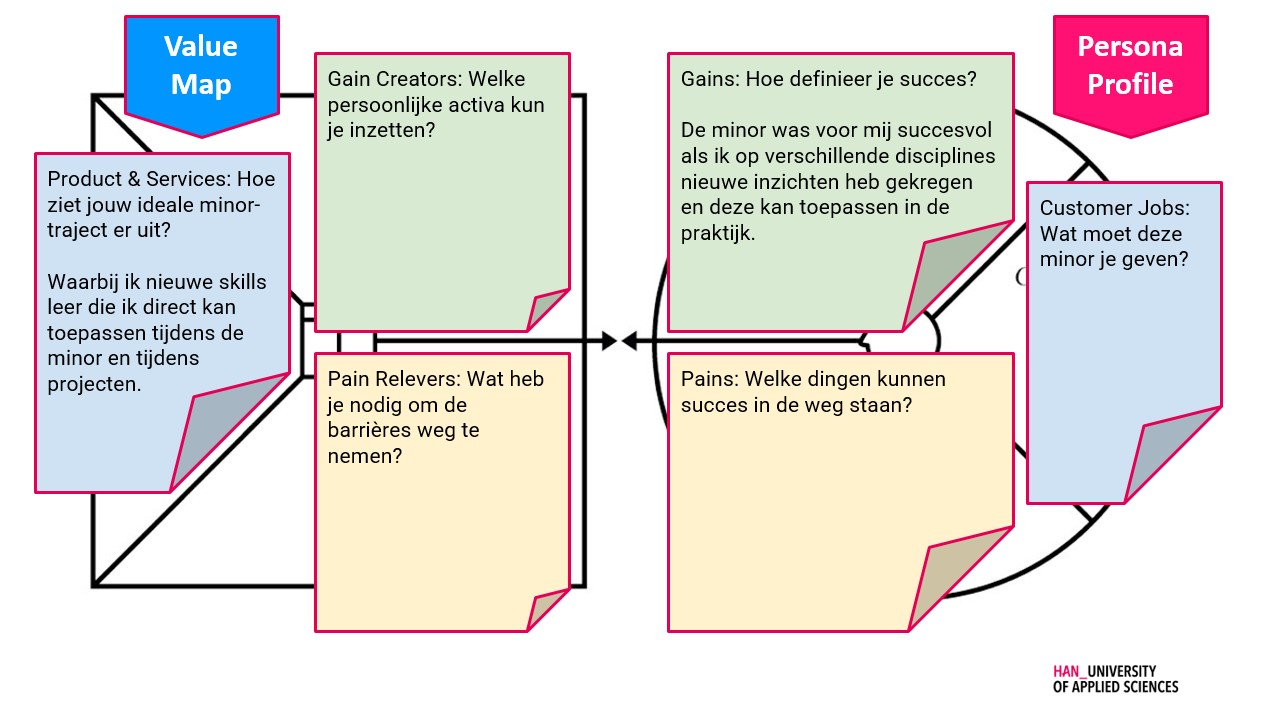 Value
Map
Persona
Profile
Gain Creators: Welke
persoonlijke activa kun
je inzetten?
Gains: Hoe definieer je succes?
De minor was voor mij succesvol
als ik op verschillende disciplines
nieuwe inzichten heb gekregen
en deze kan toepassen in de
praktijk.
Product & Services: Hoe
ziet jouw ideale minor-
traject er uit?
Waarbij ik nieuwe skills
leer die ik direct kan
toepassen tijdens de
minor en tijdens
projecten.
Customer Jobs:
Wat moet deze
minor je geven?
Pain Relevers: Wat heb
je nodig om de
barrières weg te
nemen?
Pains: Welke dingen kunnen
succes in de weg staan?
HAN_UNIVERSITY
OF APPLIED SCIENCES